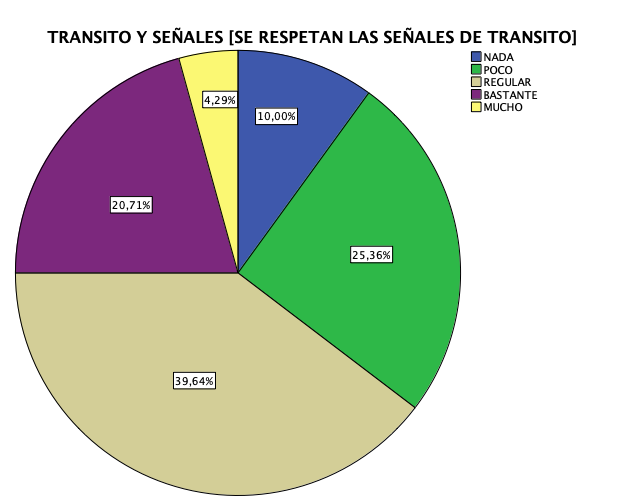 TRANSITO Y SEÑALES [SE RESPETAN LAS SEÑALES DE TRANSITO]
NADA
POCO
REGULAR
BASTANTE
MUCHO
4,29%
10,00%
20,71%
25,36%
39,64%